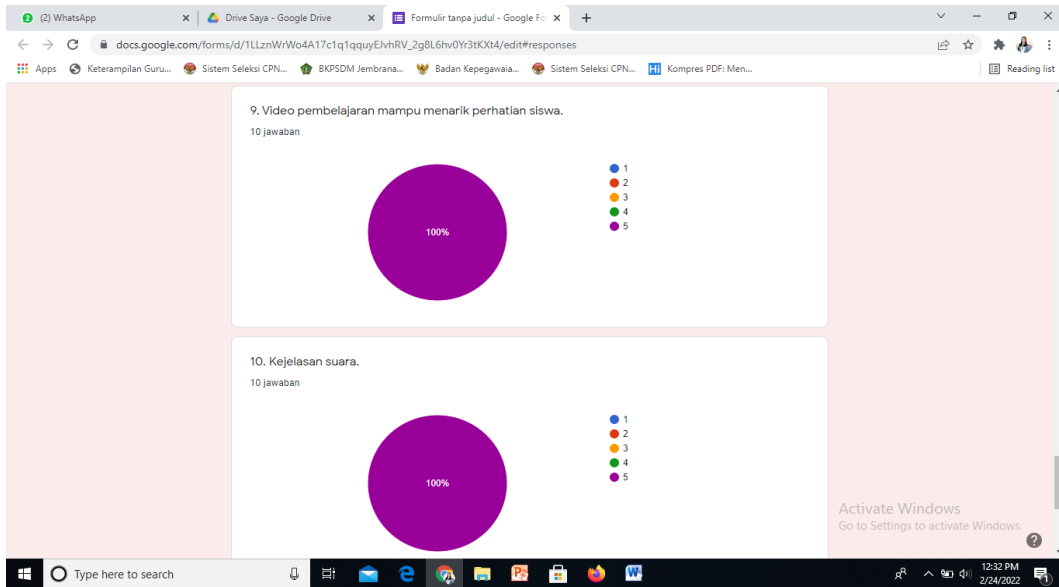 (2) WhatsApp
Drive Saya - Google Drive
Formulir tanpa judul - Google Fo
docs.google.com/forms/d/1LLznWrWo4A17c1q1qquyEJvhRV_2g8L6hv0Yr3tKXt4/edit#responses
Apps Keterampilan Guru... Sistem Seleksi CPN... BKPSDM Jembrana... Badan Kepegawaia... Sistem Seleksi CPN... Kompres PDF: Men... Reading list
9. Video pembelajaran mampu menarik perhatian siswa.
10 jawaban
100%
1
2
3
4
5
10. Kejelasan suara.
10 jawaban
100%
1
2
3
4
5
Activate Windows
Go to Settings to activate Windows.
Type here to search
12:32 PM
2/24/2022